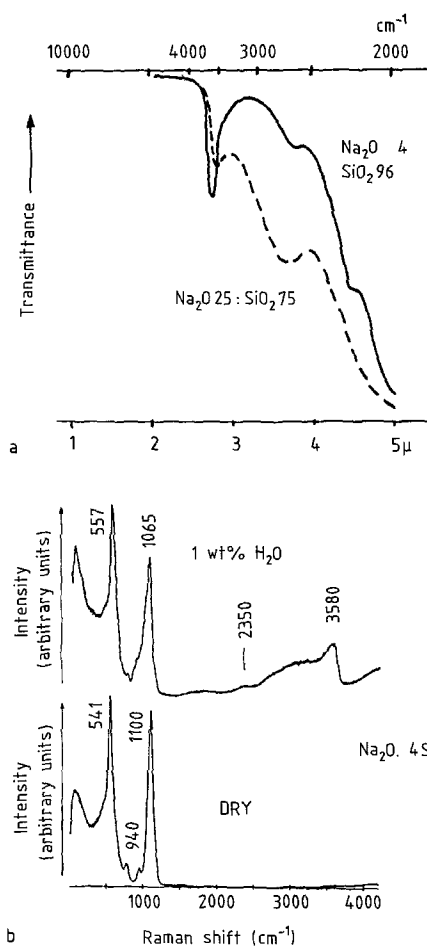 cm⁻¹
10000 4000 3000 2000
Transmittance
Na₂O 4
SiO₂ 96
Na₂O 25 : SiO₂ 75
1 2 3 4 5μ
a
557
1065
1 wt% H₂O
2350
3580
Intensity
(arbitrary units)
541
1100
940
Na₂O. 4S
DRY
Intensity
(arbitrary units)
1000 2000 3000 4000
b
Raman shift (cm⁻¹)